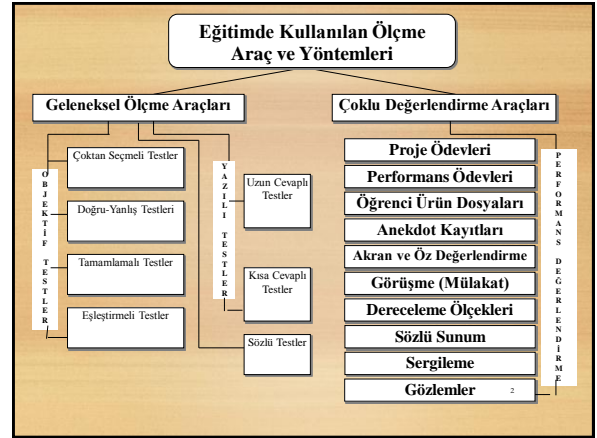 Eğitimde Kullanılan Ölçme
Araç ve Yöntemleri
Geleneksel Ölçme Araçları
OBJEKTİF TESTLER
Çoktan Seçmeli Testler
Doğru-Yanlış Testleri
Tamamlamalı Testler
Eşleştirmeli Testler
YAZILI TESTLER
Uzun Cevaplı
Testler
Kısa Cevaplı
Testler
Sözlü Testler
Çoklu Değerlendirme Araçları
Proje Ödevleri
Performans Ödevleri
Öğrenci Ürün Dosyaları
Anekdot Kayıtları
Akran ve Öz Değerlendirme
Görüşme (Mülakat)
Dereceleme Ölçekleri
Sözlü Sunum
Sergileme
Gözlemler
PERFORMANS DEĞERLENDİRME
2